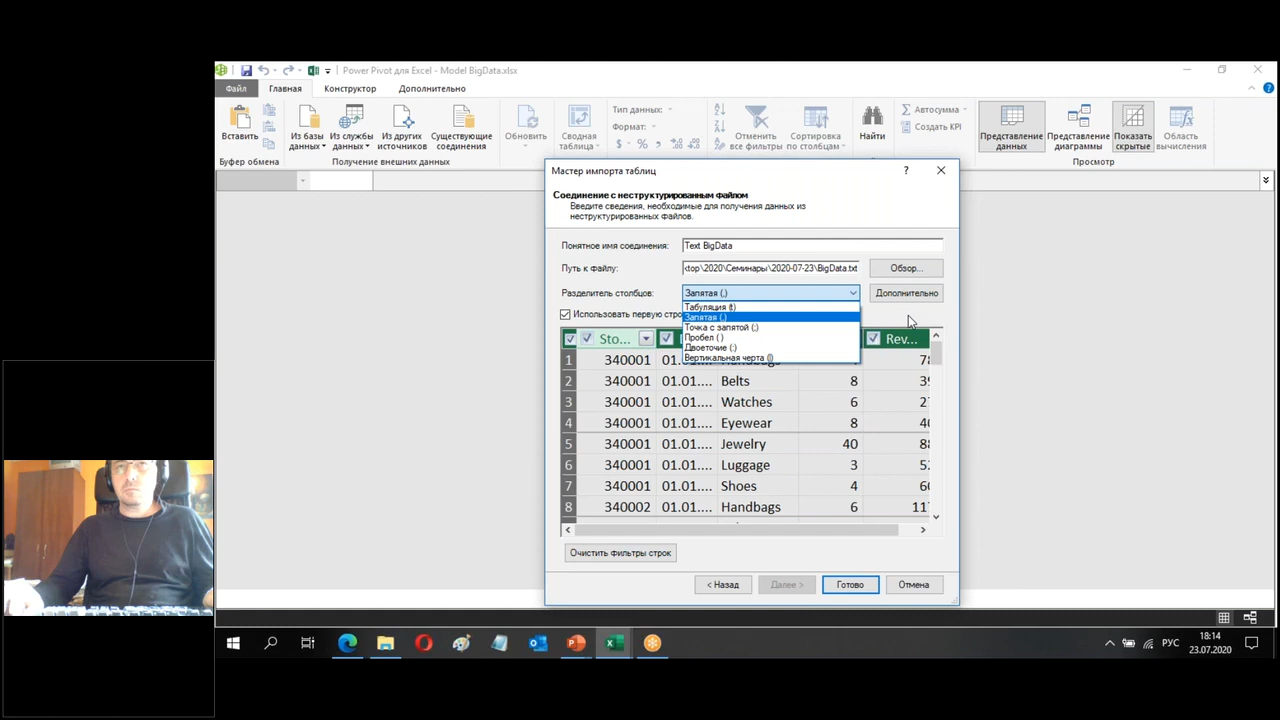 Power Pivot для Excel - Model BigData.xlsx
Файл Главная Конструктор Дополнительно
Вставить
Из базы данных
Из службы данных
Из других источников
Существующие соединения
Обновить
Сводная таблица
Тип данных:
Формат:
$ % ,
Отменить все фильтры
Сортировка по столбцам
Найти
Автосумма
Создать KPI
Представление данных
Представление диаграммы
Показать скрытые
Область вычисления
Буфер обмена
Получение внешних данных
Просмотр
Мастер импорта таблиц
?
Соединение с неструктурированным файлом
Введите сведения, необходимые для получения данных из
неструктурированных файлов.
Понятное имя соединения: Text BigData
Путь к Файлу: top\2020\Семинары\2020-07-23\BigData.txt Обзор...
Разделитель столбцов: Запятая (,) Дополнительно
Табуляция (t)
Использовать первую стро
Запятая (,)
Точка с запятой (;)
Пробел ( )
Двоеточие (:)
Вертикальная черта (|)
Sto... Rev...
1 340001 01.01....
2 340001 01.01.... Belts 8
3 340001 01.01.... Watches 6
4 340001 01.01.... Eyewear 8
5 340001 01.01.... Jewelry 40
6 340001 01.01.... Luggage 3
7 340001 01.01.... Shoes 4
8 340002 01.01.... Handbags 6
Очистить фильтры строк
< Назад Далее > Готово Отмена
РУС
18:14
23.07.2020